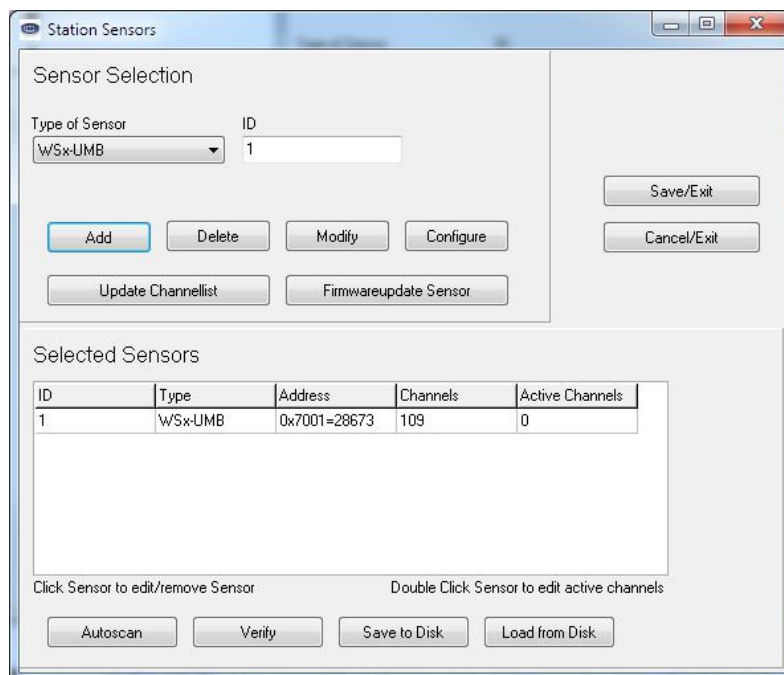 Station Sensors
Sensor Selection
Type of Sensor ID
WSx-UMB 1
Save/Exit
Add Delete Modify Configure
Cancel/Exit
Update Channellist Firmwareupdate Sensor
Selected Sensors
ID Type Address Channels Active Channels
1 WSx-UMB 0x7001=28673 109 0
Click Sensor to edit/remove Sensor Double Click Sensor to edit active channels
Autoscan Verify Save to Disk Load from Disk